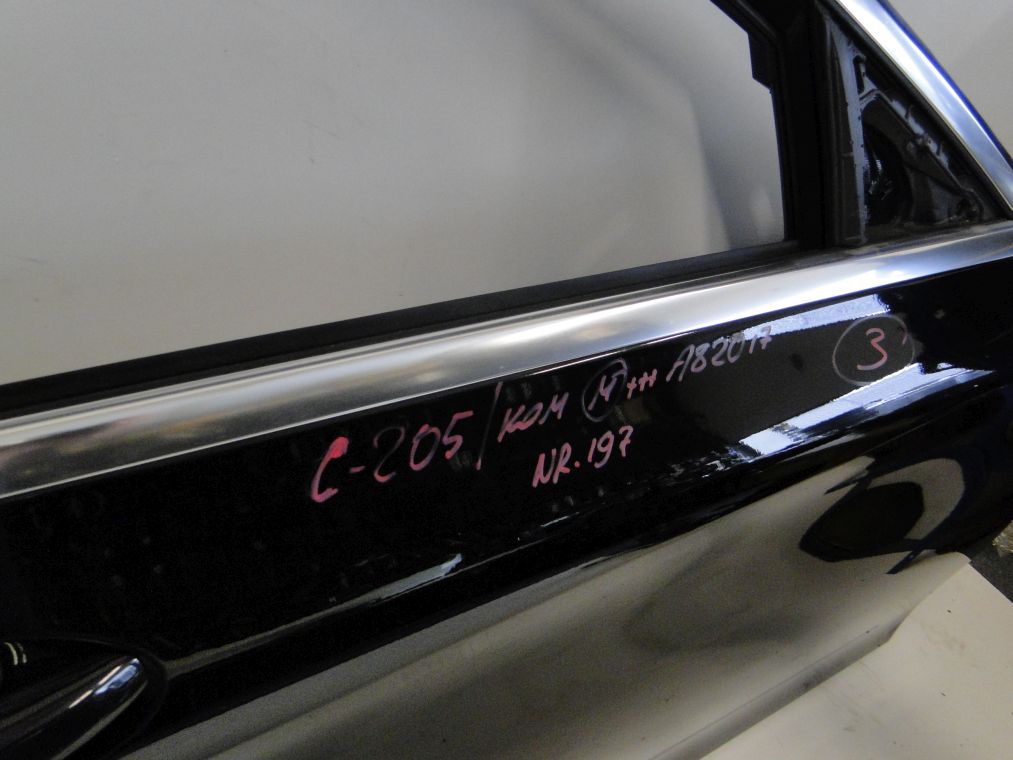 C-205/ KOM M +++ A82017 3
NR. 197